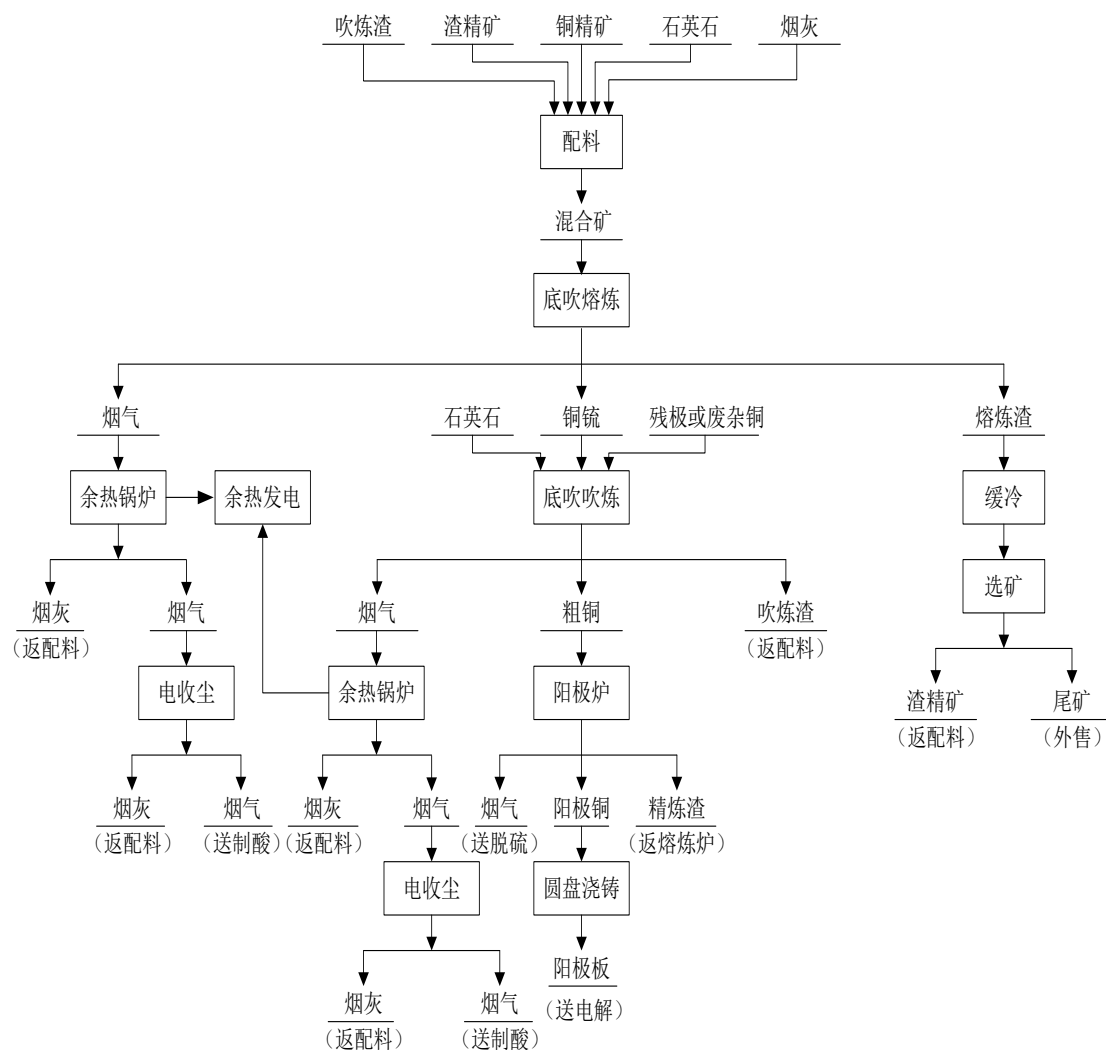 吹炼渣
渣精矿
铜精矿
石英石
烟灰
配料
混合矿
底吹熔炼
烟气
石英石
铜锍
残极或废杂铜
熔炼渣
余热锅炉
余热发电
底吹吹炼
缓冷
选矿
烟灰
(返配料)
烟气
烟气
粗铜
吹炼渣
(返配料)
电收尘
余热锅炉
阳极炉
渣精矿
(返配料)
尾矿
(外售)
烟灰
(返配料)
烟气
(送制酸)
烟灰
(返配料)
烟气
烟气
(送脱硫)
阳极铜
精炼渣
(返熔炼炉)
电收尘
圆盘浇铸
烟灰
(返配料)
烟气
(送制酸)
阳极板
(送电解)